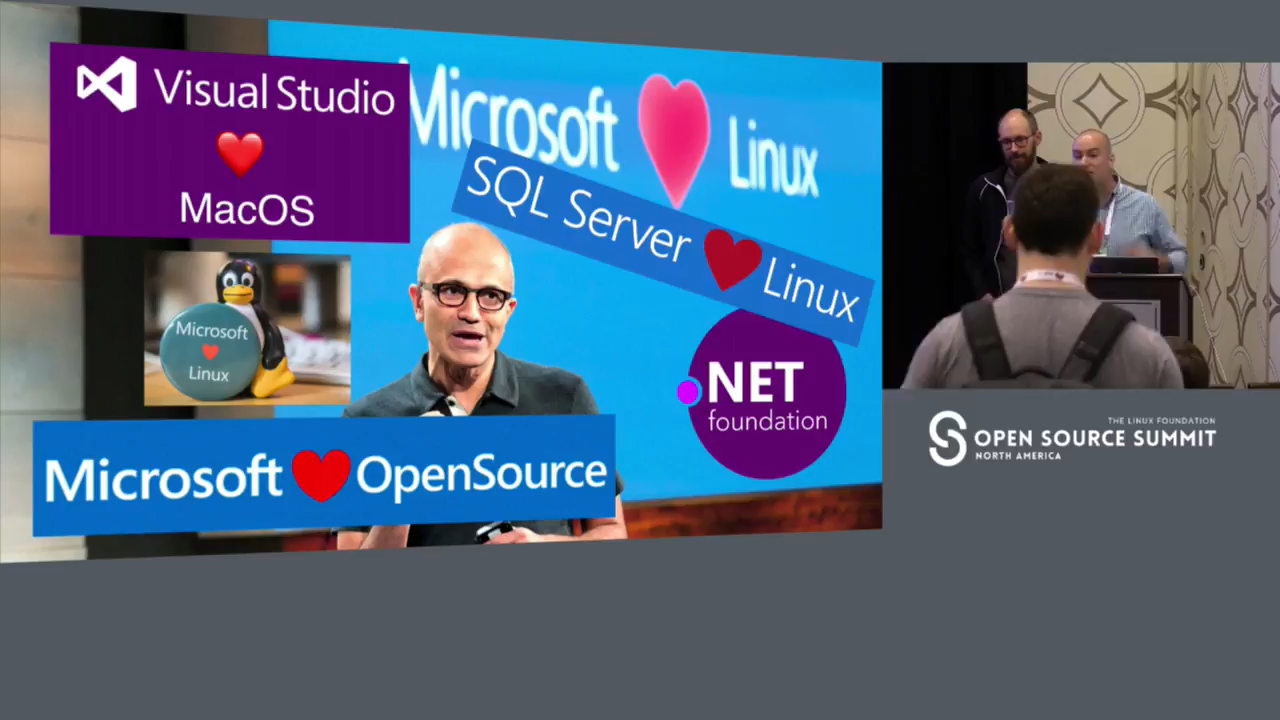 Visual Studio
❤
MacOS
Microsoft ❤ Linux
SQL Server ❤ Linux
Microsoft
❤
Linux
.NET
foundation
Microsoft ❤ OpenSource
THE LINUX FOUNDATION
OPEN SOURCE SUMMIT
NORTH AMERICA